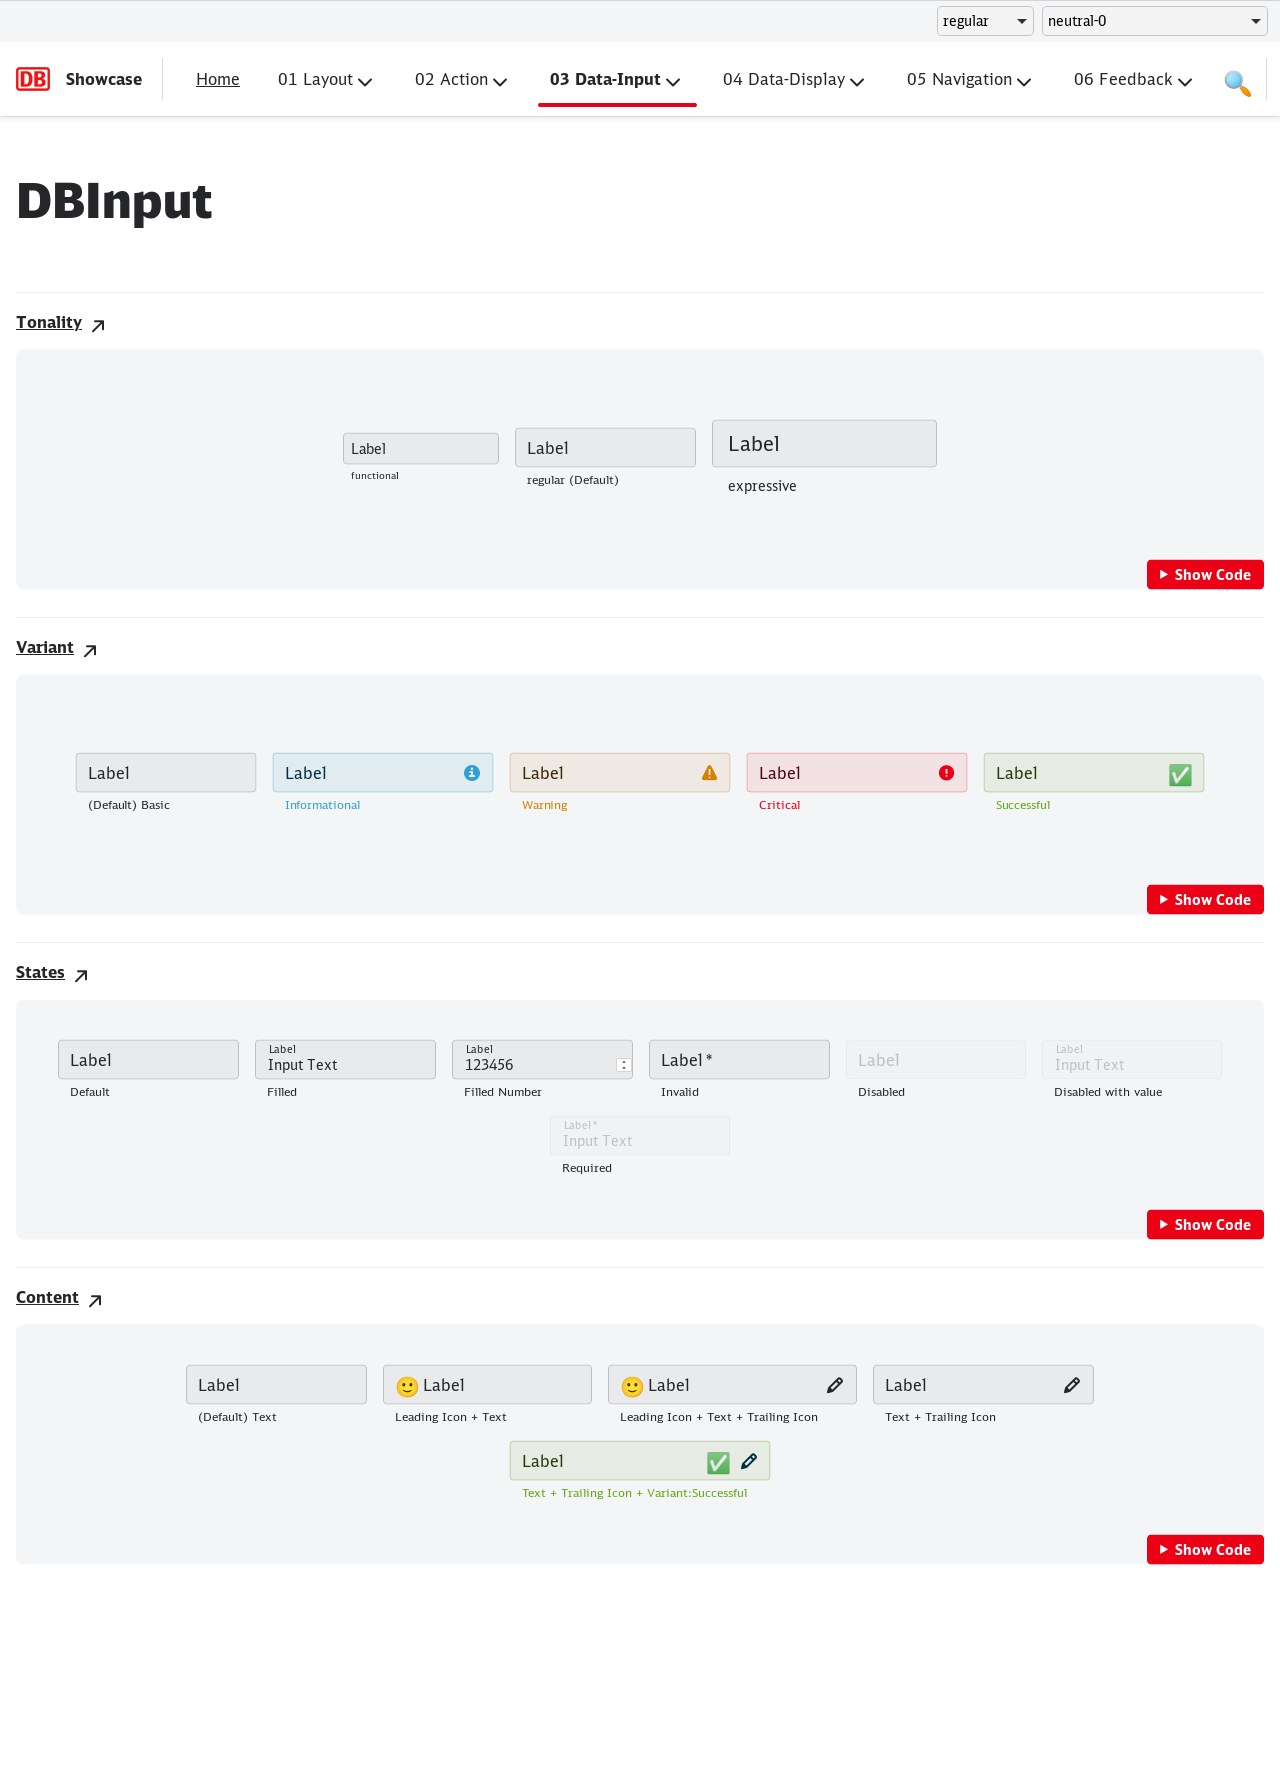 regular neutral-0
DB Showcase Home 01 Layout 02 Action 03 Data-Input 04 Data-Display 05 Navigation 06 Feedback
DBInput
Tonality
Label Label Label
functional regular (Default) expressive
Show Code
Variant
Label Label Label Label Label
(Default) Basic Informational Warning Critical Successful
Show Code
States
Label Label Input Text Label 123456 Label * Label Label Input Text
Default Filled Filled Number Invalid Disabled Disabled with value
Label *
Input Text
Required
Show Code
Content
Label Label Label Label
(Default) Text Leading Icon + Text Leading Icon + Text + Trailing Icon Text + Trailing Icon
Label
Text + Trailing Icon + Variant:Successful
Show Code